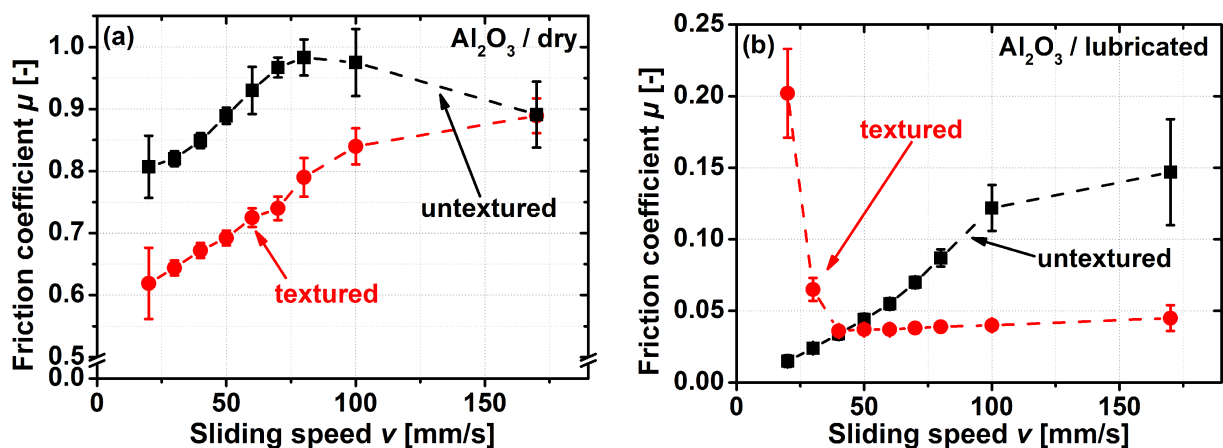 (a)
Al₂O₃ / dry
1.0
0.9
0.8
0.7
0.6
0.5
0.0
Friction coefficient μ [-]
untextured
textured
0
50
100
150
Sliding speed v [mm/s]
(b)
Al₂O₃ / lubricated
0.25
0.20
0.15
0.10
0.05
0.00
Friction coefficient μ [-]
textured
untextured
0
50
100
150
Sliding speed v [mm/s]